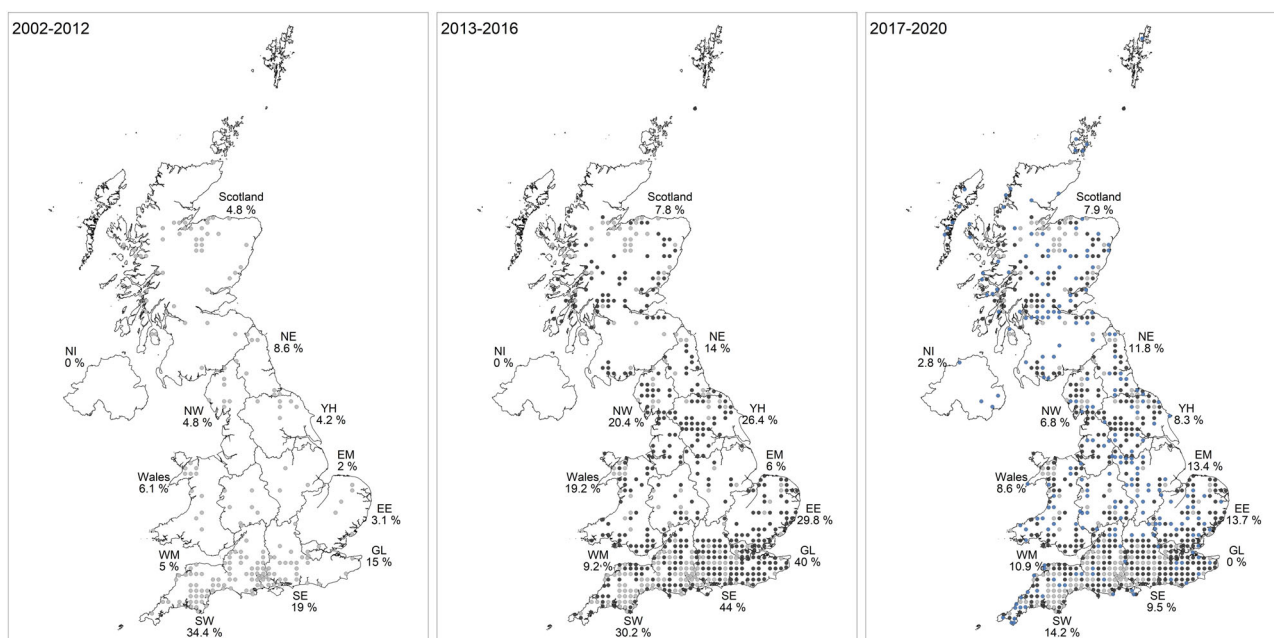 2002-2012
Scotland
4.8 %
NE
8.6 %
NI
0 %
NW
4.8 %
YH
4.2 %
EM
2 %
Wales
6.1 %
EE
3.1 %
WM
5 %
GL
15 %
SE
19 %
SW
34.4 %
2013-2016
Scotland
7.8 %
NE
14 %
NI
0 %
NW
20.4 %
YH
26.4 %
EM
6 %
Wales
19.2 %
EE
29.8 %
WM
9.2 %
GL
40 %
SE
44 %
SW
30.2 %
2017-2020
Scotland
7.9 %
NE
11.8 %
NI
2.8 %
NW
6.8 %
YH
8.3 %
EM
13.4 %
Wales
8.6 %
EE
13.7 %
WM
10.9 %
GL
0 %
SE
9.5 %
SW
14.2 %